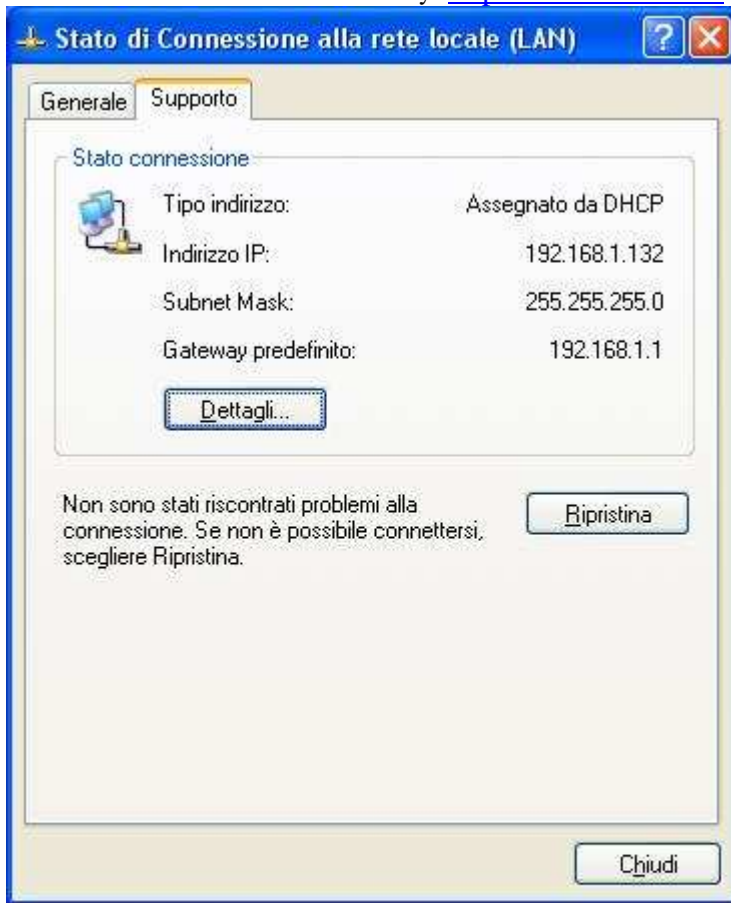 Stato di Connessione alla rete locale (LAN)
Generale Supporto
Stato connessione
Tipo indirizzo: Assegnato da DHCP
Indirizzo IP: 192.168.1.132
Subnet Mask: 255.255.255.0
Gateway predefinito: 192.168.1.1
Dettagli...
Non sono stati riscontrati problemi alla
connessione. Se non è possibile connettersi,
scegliere Ripristina.
Ripristina
Chiudi